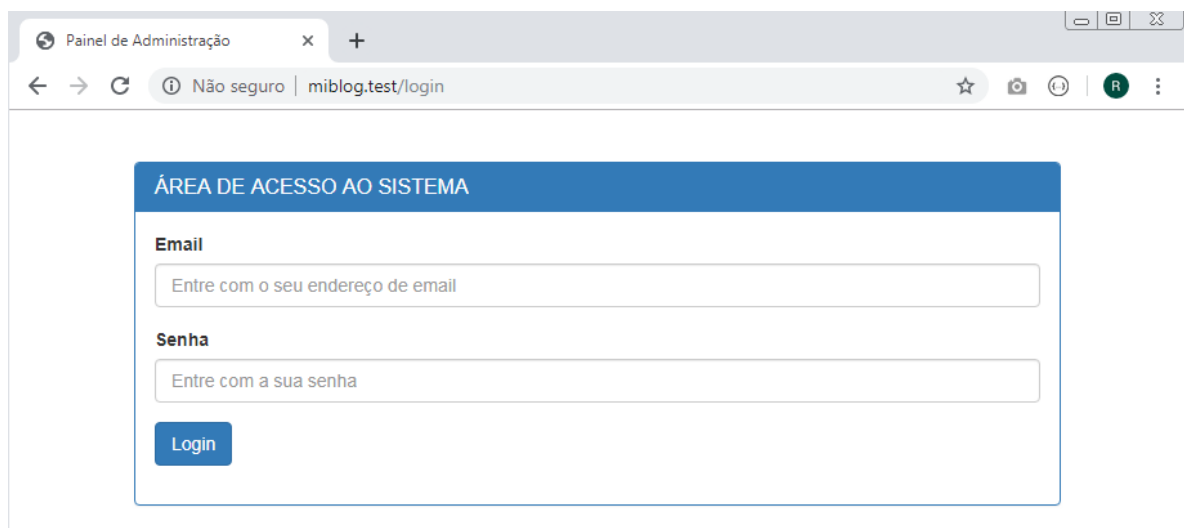 Painel de Administração
Não seguro | miblog.test/login
R
ÁREA DE ACESSO AO SISTEMA
Email
Entre com o seu endereço de email
Senha
Entre com a sua senha
Login